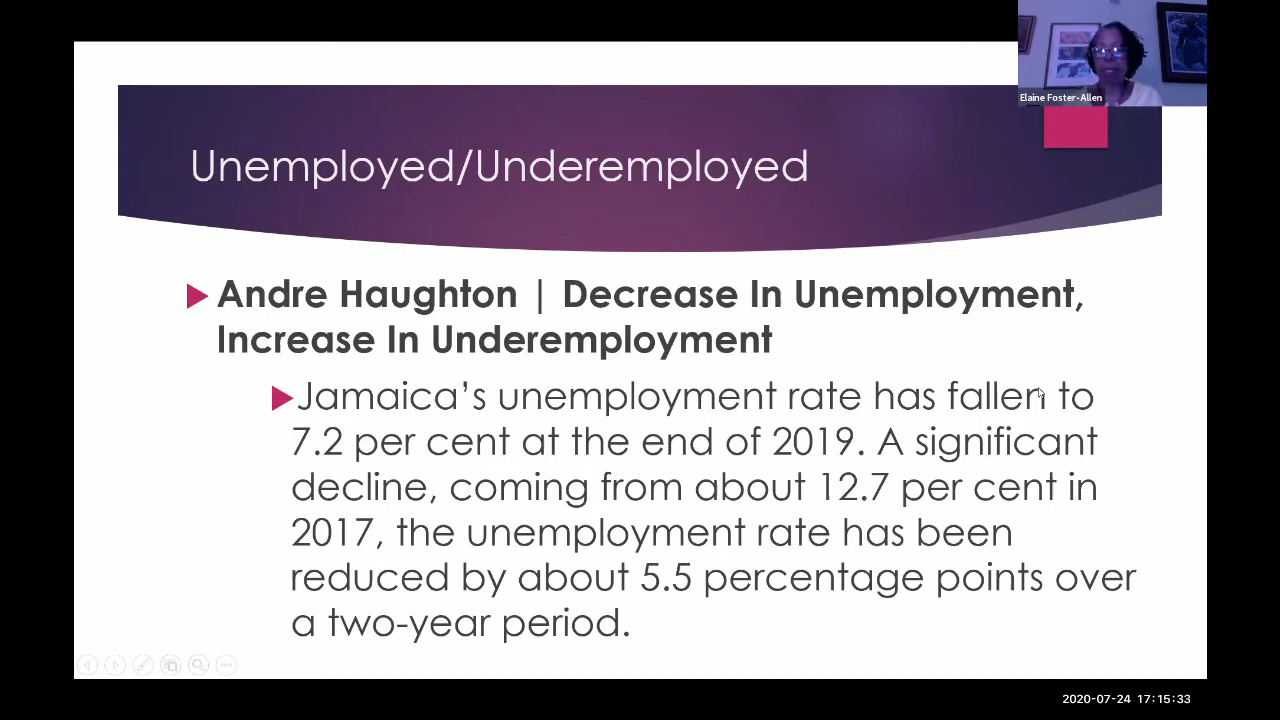 Elaine Foster-Allen
Unemployed/Underemployed
Andre Haughton | Decrease In Unemployment,
Increase In Underemployment
Jamaica’s unemployment rate has fallen to
7.2 per cent at the end of 2019. A significant
decline, coming from about 12.7 per cent in
2017, the unemployment rate has been
reduced by about 5.5 percentage points over
a two-year period.
2020-07-24 17:15:33